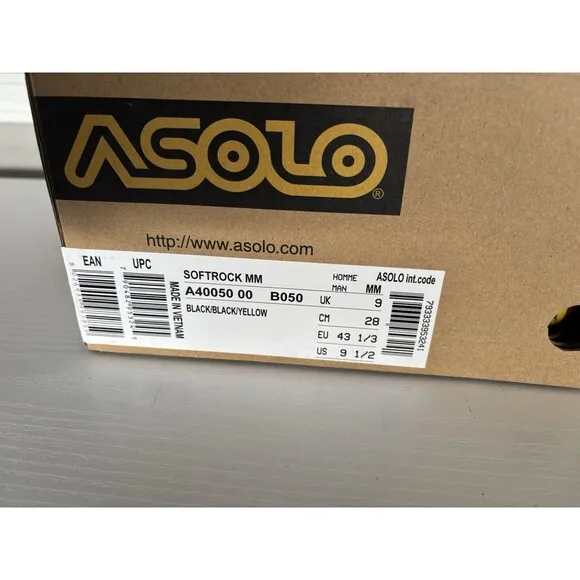 ASOLO®
http://www.asolo.com
EAN
UPC
MADE IN VIETNAM
SOFTROCK MM
A40050 00 B050
BLACK/BLACK/YELLOW
HOMME
MAN MM
UK 9
CM 28
EU 43 1/3
US 9 1/2
ASOLO int.code
793333953241